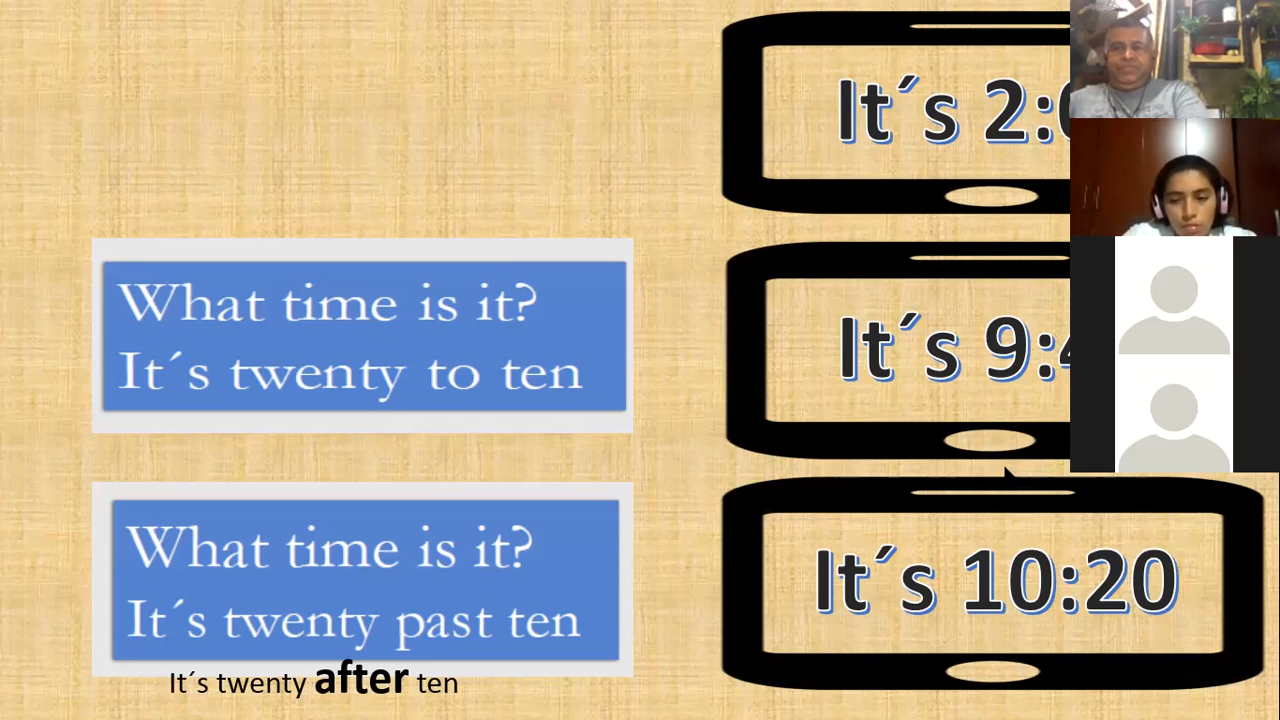 It´s 2:
What time is it?
It´s twenty to ten
It´s 9:
What time is it?
It´s twenty past ten
It´s 10:20
It´s twenty after ten